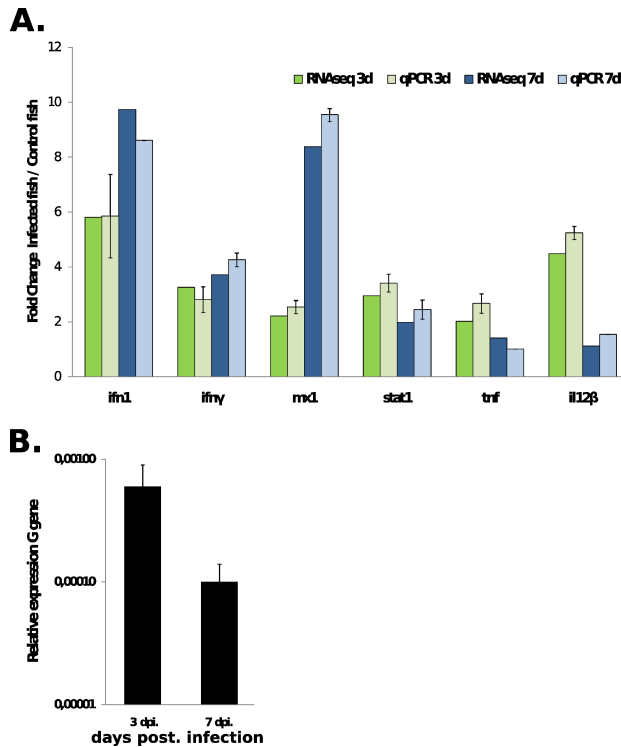 A.
12
10
8
6
4
2
0
Fold Change Infected fish / Control fish
RNAseq 3d qPCR 3d RNAseq 7d qPCR 7d
ifn1 ifnγ mx1 stat1 tnf il12β
B.
0,00100
0,00010
0,00001
Relative expression G gene
3 dpi. 7 dpi.
days post. infection